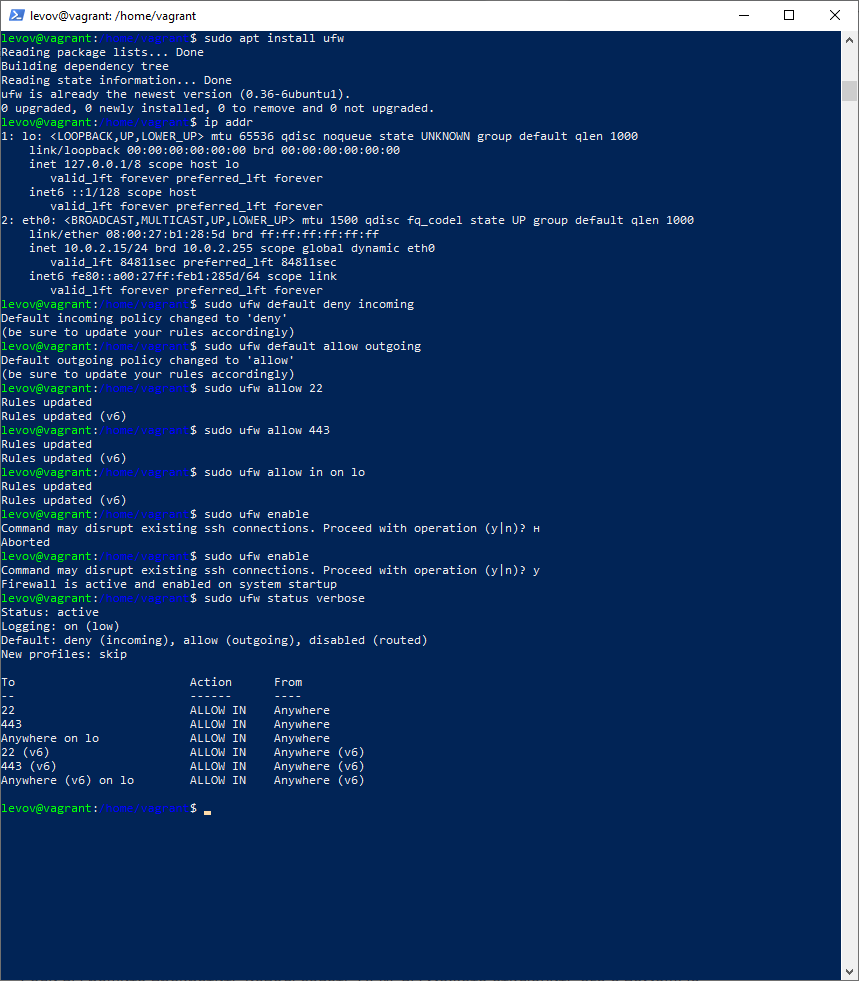 levov@vagrant: /home/vagrant
levov@vagrant:/home/vagrant$ sudo apt install ufw
Reading package lists... Done
Building dependency tree
Reading state information... Done
ufw is already the newest version (0.36-6ubuntu1).
0 upgraded, 0 newly installed, 0 to remove and 0 not upgraded.
levov@vagrant:/home/vagrant$ ip addr
1: lo: <LOOPBACK,UP,LOWER_UP> mtu 65536 qdisc noqueue state UNKNOWN group default qlen 1000
    link/loopback 00:00:00:00:00:00 brd 00:00:00:00:00:00
    inet 127.0.0.1/8 scope host lo
       valid_lft forever preferred_lft forever
    inet6 ::1/128 scope host
       valid_lft forever preferred_lft forever
2: eth0: <BROADCAST,MULTICAST,UP,LOWER_UP> mtu 1500 qdisc fq_codel state UP group default qlen 1000
    link/ether 08:00:27:b1:28:5d brd ff:ff:ff:ff:ff:ff
    inet 10.0.2.15/24 brd 10.0.2.255 scope global dynamic eth0
       valid_lft 84811sec preferred_lft 84811sec
    inet6 fe80::a00:27ff:feb1:285d/64 scope link
       valid_lft forever preferred_lft forever
levov@vagrant:/home/vagrant$ sudo ufw default deny incoming
Default incoming policy changed to 'deny'
(be sure to update your rules accordingly)
levov@vagrant:/home/vagrant$ sudo ufw default allow outgoing
Default outgoing policy changed to 'allow'
(be sure to update your rules accordingly)
levov@vagrant:/home/vagrant$ sudo ufw allow 22
Rules updated
Rules updated (v6)
levov@vagrant:/home/vagrant$ sudo ufw allow 443
Rules updated
Rules updated (v6)
levov@vagrant:/home/vagrant$ sudo ufw allow in on lo
Rules updated
Rules updated (v6)
levov@vagrant:/home/vagrant$ sudo ufw enable
Command may disrupt existing ssh connections. Proceed with operation (y|n)? н
Aborted
levov@vagrant:/home/vagrant$ sudo ufw enable
Command may disrupt existing ssh connections. Proceed with operation (y|n)? y
Firewall is active and enabled on system startup
levov@vagrant:/home/vagrant$ sudo ufw status verbose
Status: active
Logging: on (low)
Default: deny (incoming), allow (outgoing), disabled (routed)
New profiles: skip
To                         Action      From
--                         ------      ----
22                         ALLOW IN    Anywhere
443                        ALLOW IN    Anywhere
Anywhere on lo             ALLOW IN    Anywhere
22 (v6)                    ALLOW IN    Anywhere (v6)
443 (v6)                   ALLOW IN    Anywhere (v6)
Anywhere (v6) on lo        ALLOW IN    Anywhere (v6)
levov@vagrant:/home/vagrant$